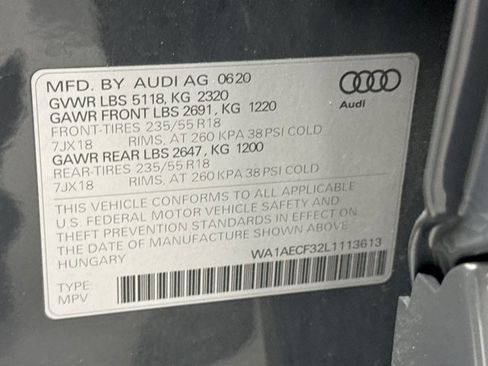 MFD. BY AUDI AG 0620
GVWR LBS 5118, KG 2320
GAWR FRONT LBS 2691, KG 1220
FRONT-TIRES 235/55 R18
7JX18 RIMS, AT 260 KPA 38 PSI COLD
GAWR REAR LBS 2647, KG 1200
REAR-TIRES 235/55 R18
7JX18 RIMS, AT 260 KPA 38 PSI COLD
Audi
THIS VEHICLE CONFORMS TO ALL APPLICABLE
U.S. FEDERAL MOTOR VEHICLE SAFETY AND
THEFT PREVENTION STANDARDS IN EFFECT ON
THE DATE OF MANUFACTURE SHOWN ABOVE
HUNGARY
WA1AECF32L1113613
TYPE:
MPV